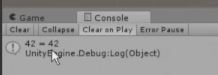 Game
Console
Clear Collapse Clear on Play Error Pause
42 = 42
UnityEngine.Debug:Log(Object)